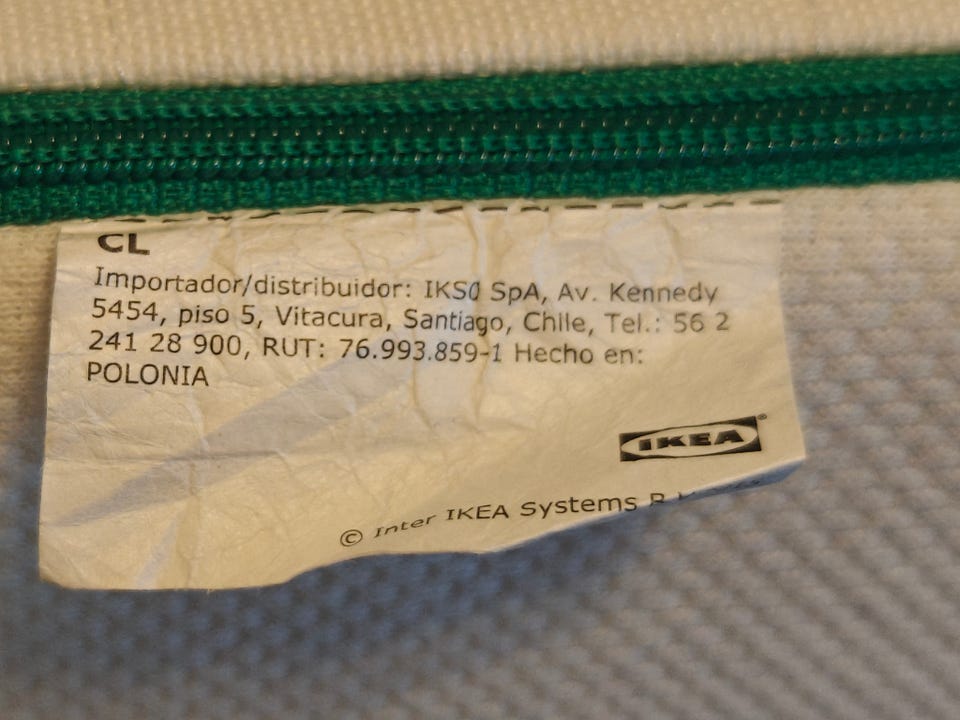 CL
Importador/distribuidor: IKSO SpA, Av. Kennedy
5454, piso 5, Vitacura, Santiago, Chile, Tel.: 56 2
241 28 900, RUT: 76.993.859-1 Hecho en:
POLONIA
IKEA®
© Inter IKEA Systems B.V.